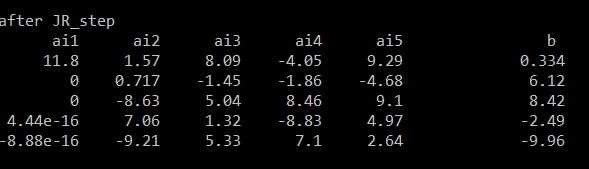 after JR_step
ai1 ai2 ai3 ai4 ai5 b
11.8 1.57 8.09 -4.05 9.29 0.334
0 0.717 -1.45 -1.86 -4.68 6.12
0 -8.63 5.04 8.46 9.1 8.42
4.44e-16 7.06 1.32 -8.83 4.97 -2.49
-8.88e-16 -9.21 5.33 7.1 2.64 -9.96